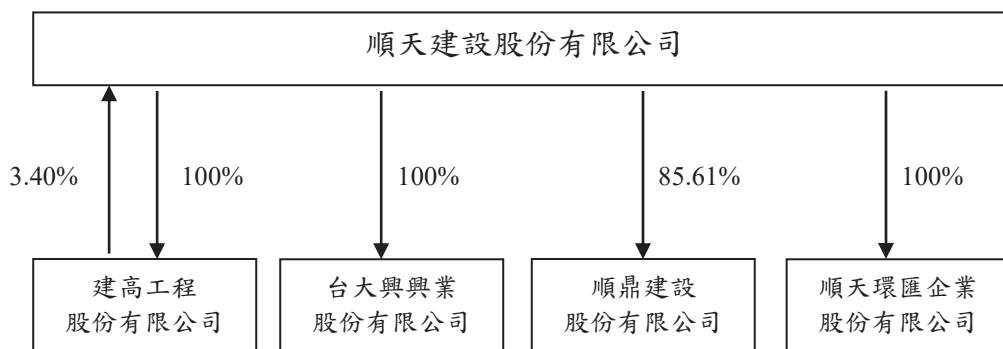 順天建設股份有限公司
3.40%
100%
100%
85.61%
100%
建高工程
股份有限公司
台大興興業
股份有限公司
順鼎建設
股份有限公司
順天環匯企業
股份有限公司